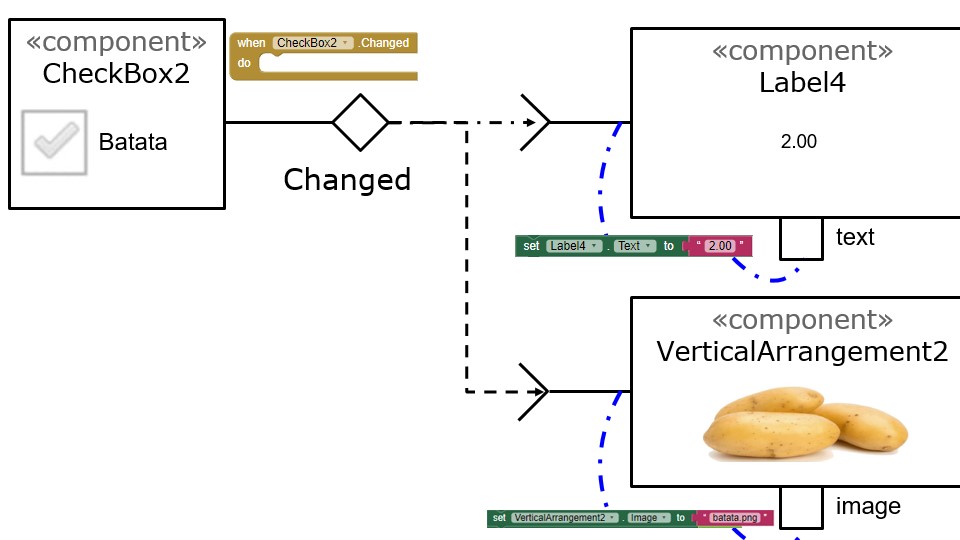 «component»
CheckBox2
Batata
when CheckBox2 .Changed
do
Changed
«component»
Label4
2.00
set Label4 . Text to " 2.00 "
text
«component»
VerticalArrangement2
set VerticalArrangement2 . Image to " batata.png "
image